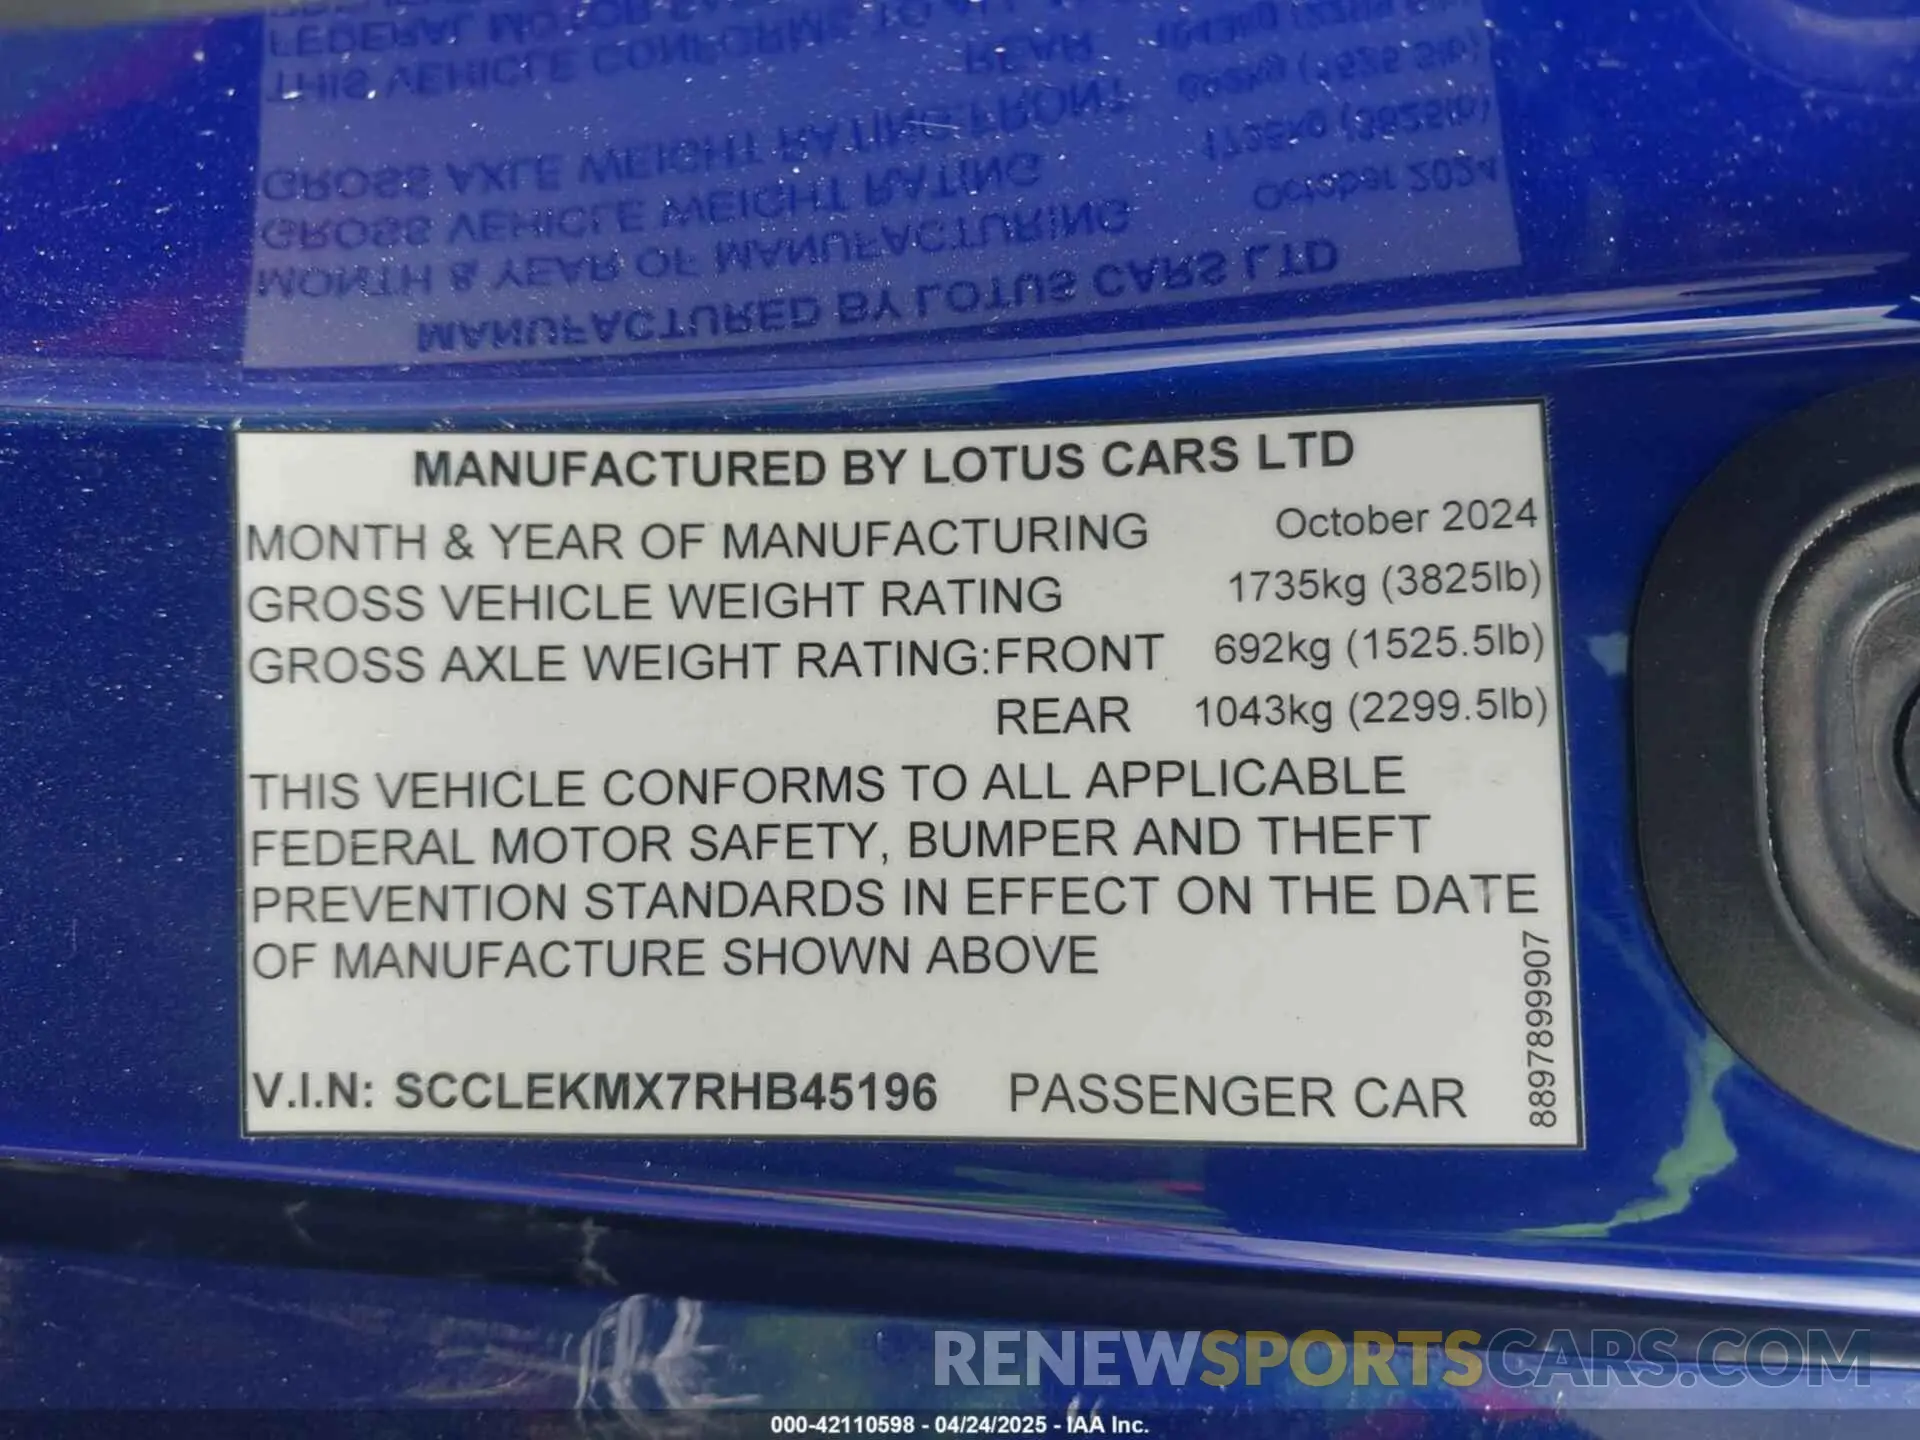 MANUFACTURED BY LOTUS CARS LTD
MONTH & YEAR OF MANUFACTURING October 2024
GROSS VEHICLE WEIGHT RATING 1735kg (3825lb)
GROSS AXLE WEIGHT RATING:FRONT 692kg (1525.5lb)
REAR 1043kg (2299.5lb)
THIS VEHICLE CONFORMS TO ALL APPLICABLE
FEDERAL MOTOR SAFETY, BUMPER AND THEFT
PREVENTION STANDARDS IN EFFECT ON THE DATE
OF MANUFACTURE SHOWN ABOVE
8897899907
V.I.N: SCCLEKMX7RHB45196 PASSENGER CAR
RENEWSPORTSCARS.COM
000-42110598 - 04/24/2025 - IAA Inc.